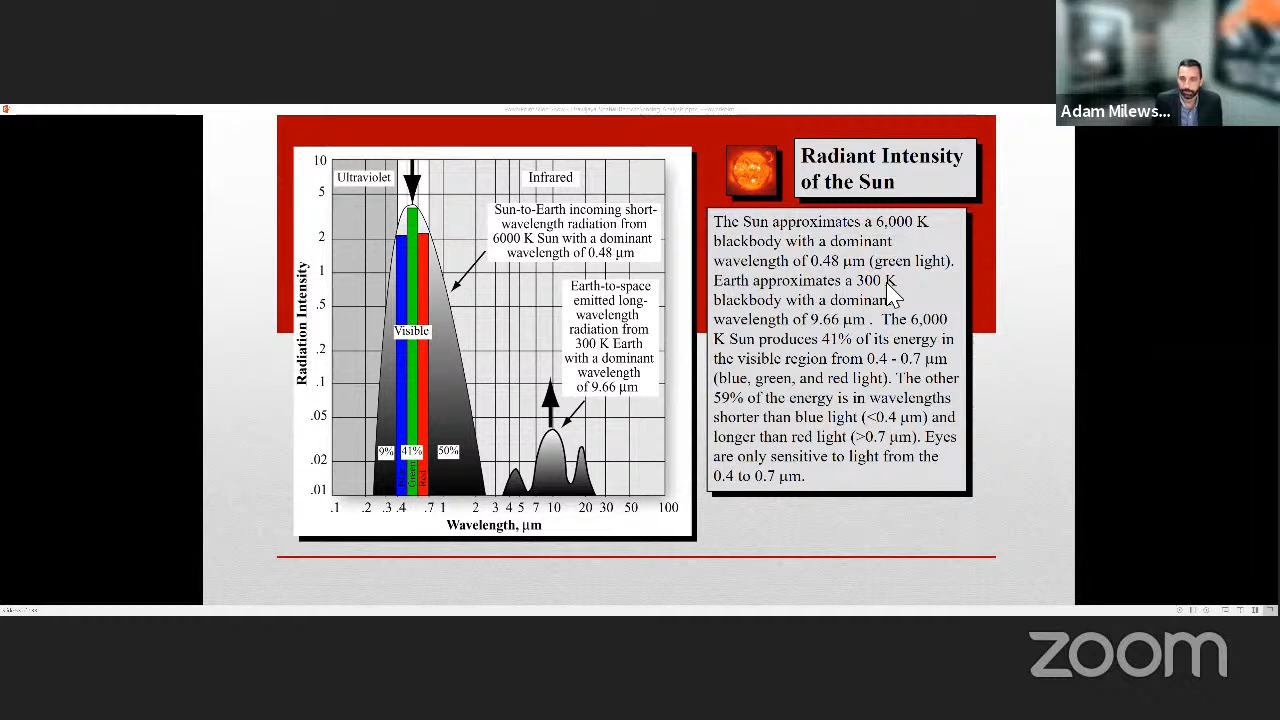 Adam Milews...
Radiant Intensity
of the Sun
10
5
2
1
.5
.2
.1
.05
.02
.01
Radiation Intensity
Ultraviolet
Infrared
Sun-to-Earth incoming short-
wavelength radiation from
6000 K Sun with a dominant
wavelength of 0.48 μm
Earth-to-space
emitted long-
wavelength
radiation from
300 K Earth
with a dominant
wavelength
of 9.66 μm
Visible
9%
41%
50%
Blue
Green
Red
.1 .2 .3 .4 .7 1 2 3 4 5 7 10 20 30 50 100
Wavelength, μm
The Sun approximates a 6,000 K
blackbody with a dominant
wavelength of 0.48 μm (green light).
Earth approximates a 300 K
blackbody with a dominant
wavelength of 9.66 μm . The 6,000
K Sun produces 41% of its energy in
the visible region from 0.4 - 0.7 μm
(blue, green, and red light). The other
59% of the energy is in wavelengths
shorter than blue light (<0.4 μm) and
longer than red light (>0.7 μm). Eyes
are only sensitive to light from the
0.4 to 0.7 μm.
zoom